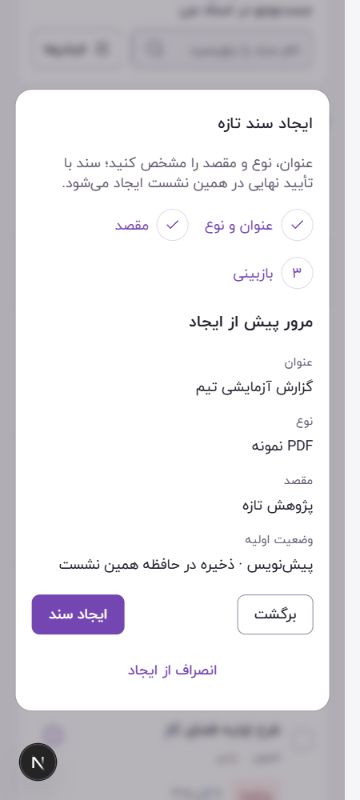 ایجاد سند تازه
عنوان، نوع و مقصد را مشخص کنید؛ سند با
تأیید نهایی در همین نشست ایجاد می‌شود.
عنوان و نوع
مقصد
۳
بازبینی
مرور پیش از ایجاد
عنوان
گزارش آزمایشی تیم
نوع
PDF نمونه
مقصد
پژوهش تازه
وضعیت اولیه
پیش‌نویس · ذخیره در حافظه همین نشست
برگشت
ایجاد سند
انصراف از ایجاد
N